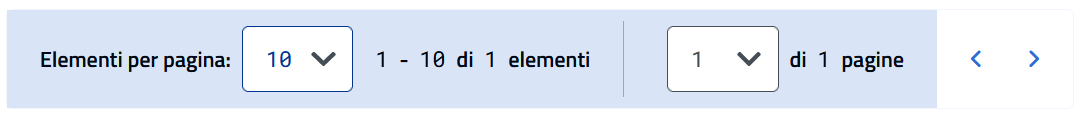 Elementi per pagina: 10 1 - 10 di 1 elementi 1 di 1 pagine